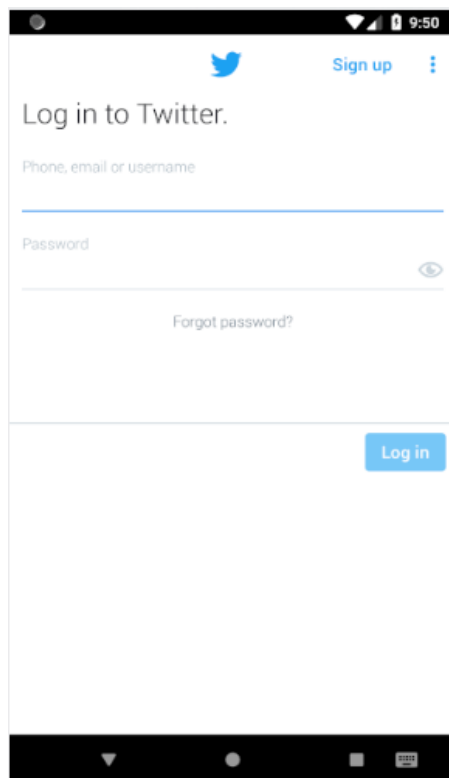 9:50
Sign up
Log in to Twitter.
Phone, email or username
Password
Forgot password?
Log in